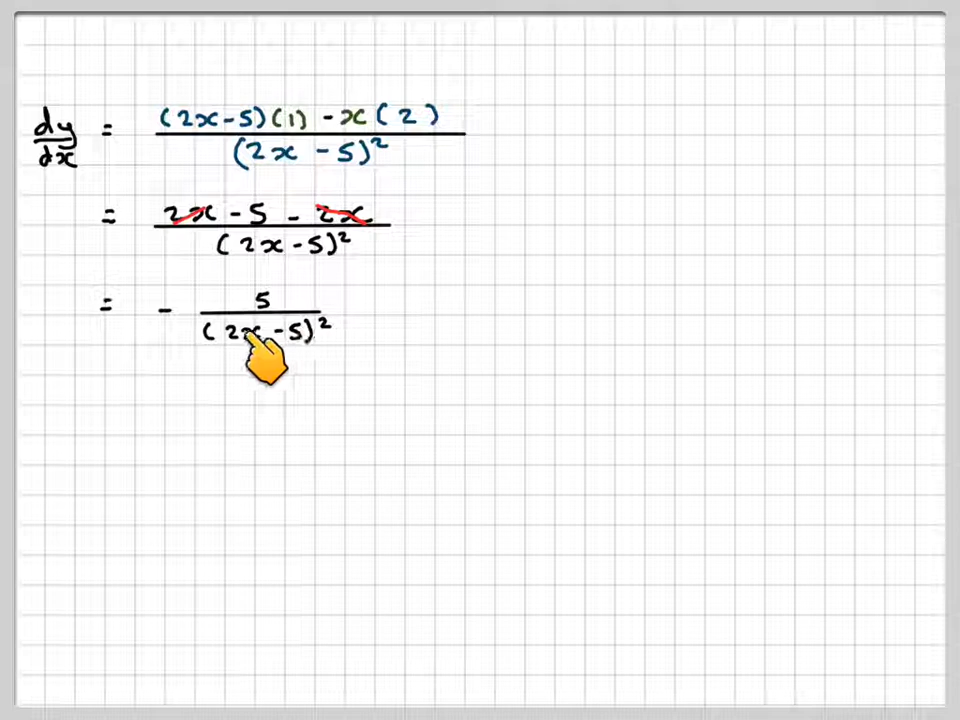 dy/dx = (2x-5)(1) - x(2) / (2x-5)²
= 2x - 5 - 2x / (2x-5)²
= - 5 / (2x-5)²